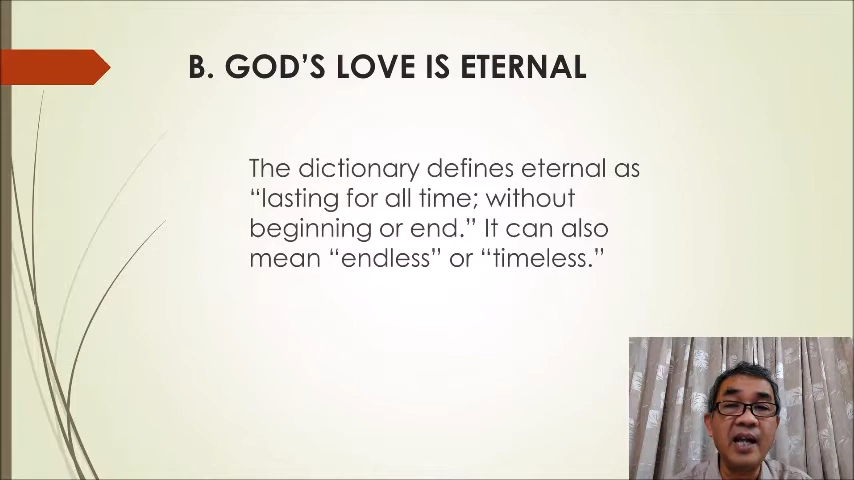 B. GOD’S LOVE IS ETERNAL
The dictionary defines eternal as
“lasting for all time; without
beginning or end.” It can also
mean “endless” or “timeless.”